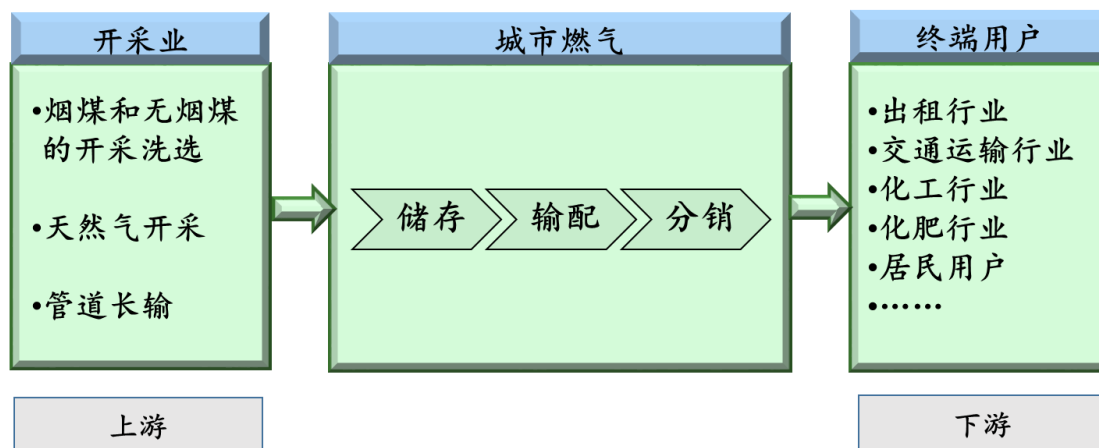 开采业
•烟煤和无烟煤
的开采洗选
•天然气开采
•管道长输
上游
城市燃气
储存
输配
分销
终端用户
•出租行业
•交通运输行业
•化工行业
•化肥行业
•居民用户
•……
下游